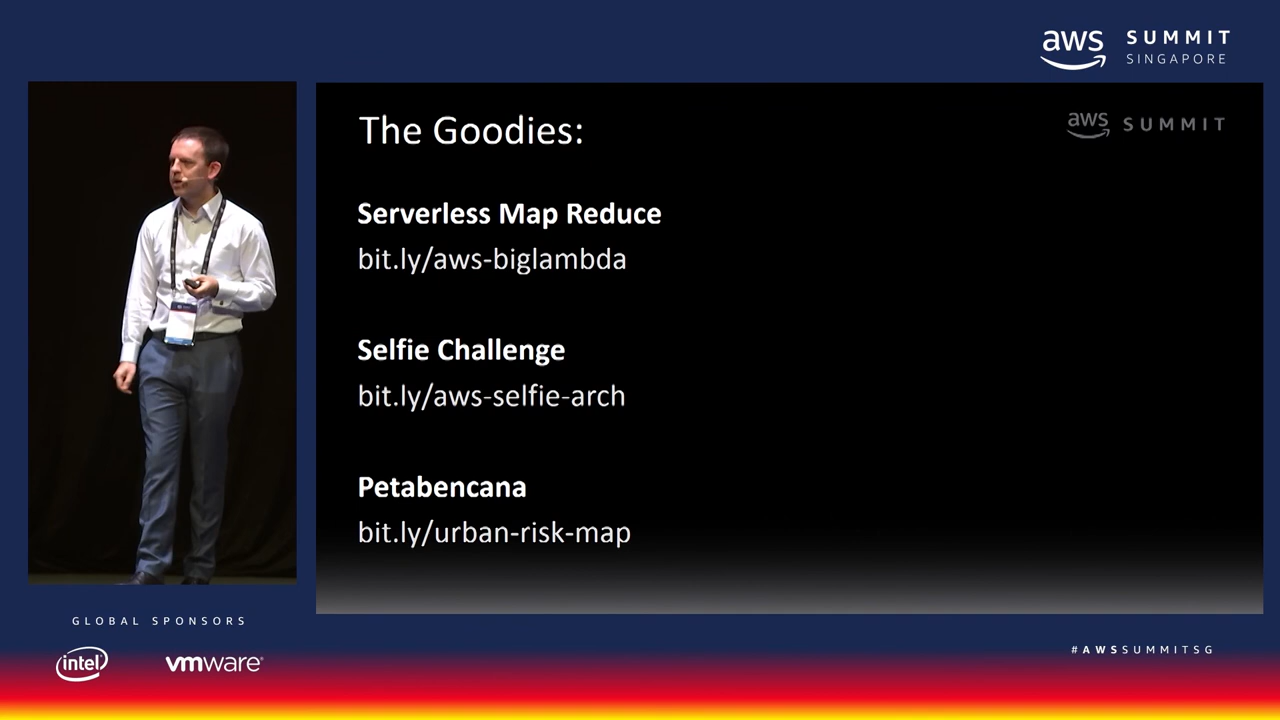 aws SUMMIT
SINGAPORE
The Goodies:
aws SUMMIT
Serverless Map Reduce
bit.ly/aws-biglambda
Selfie Challenge
bit.ly/aws-selfie-arch
Petabencana
bit.ly/urban-risk-map
GLOBAL SPONSORS
intel
vmware
#AWSSUMMITSG